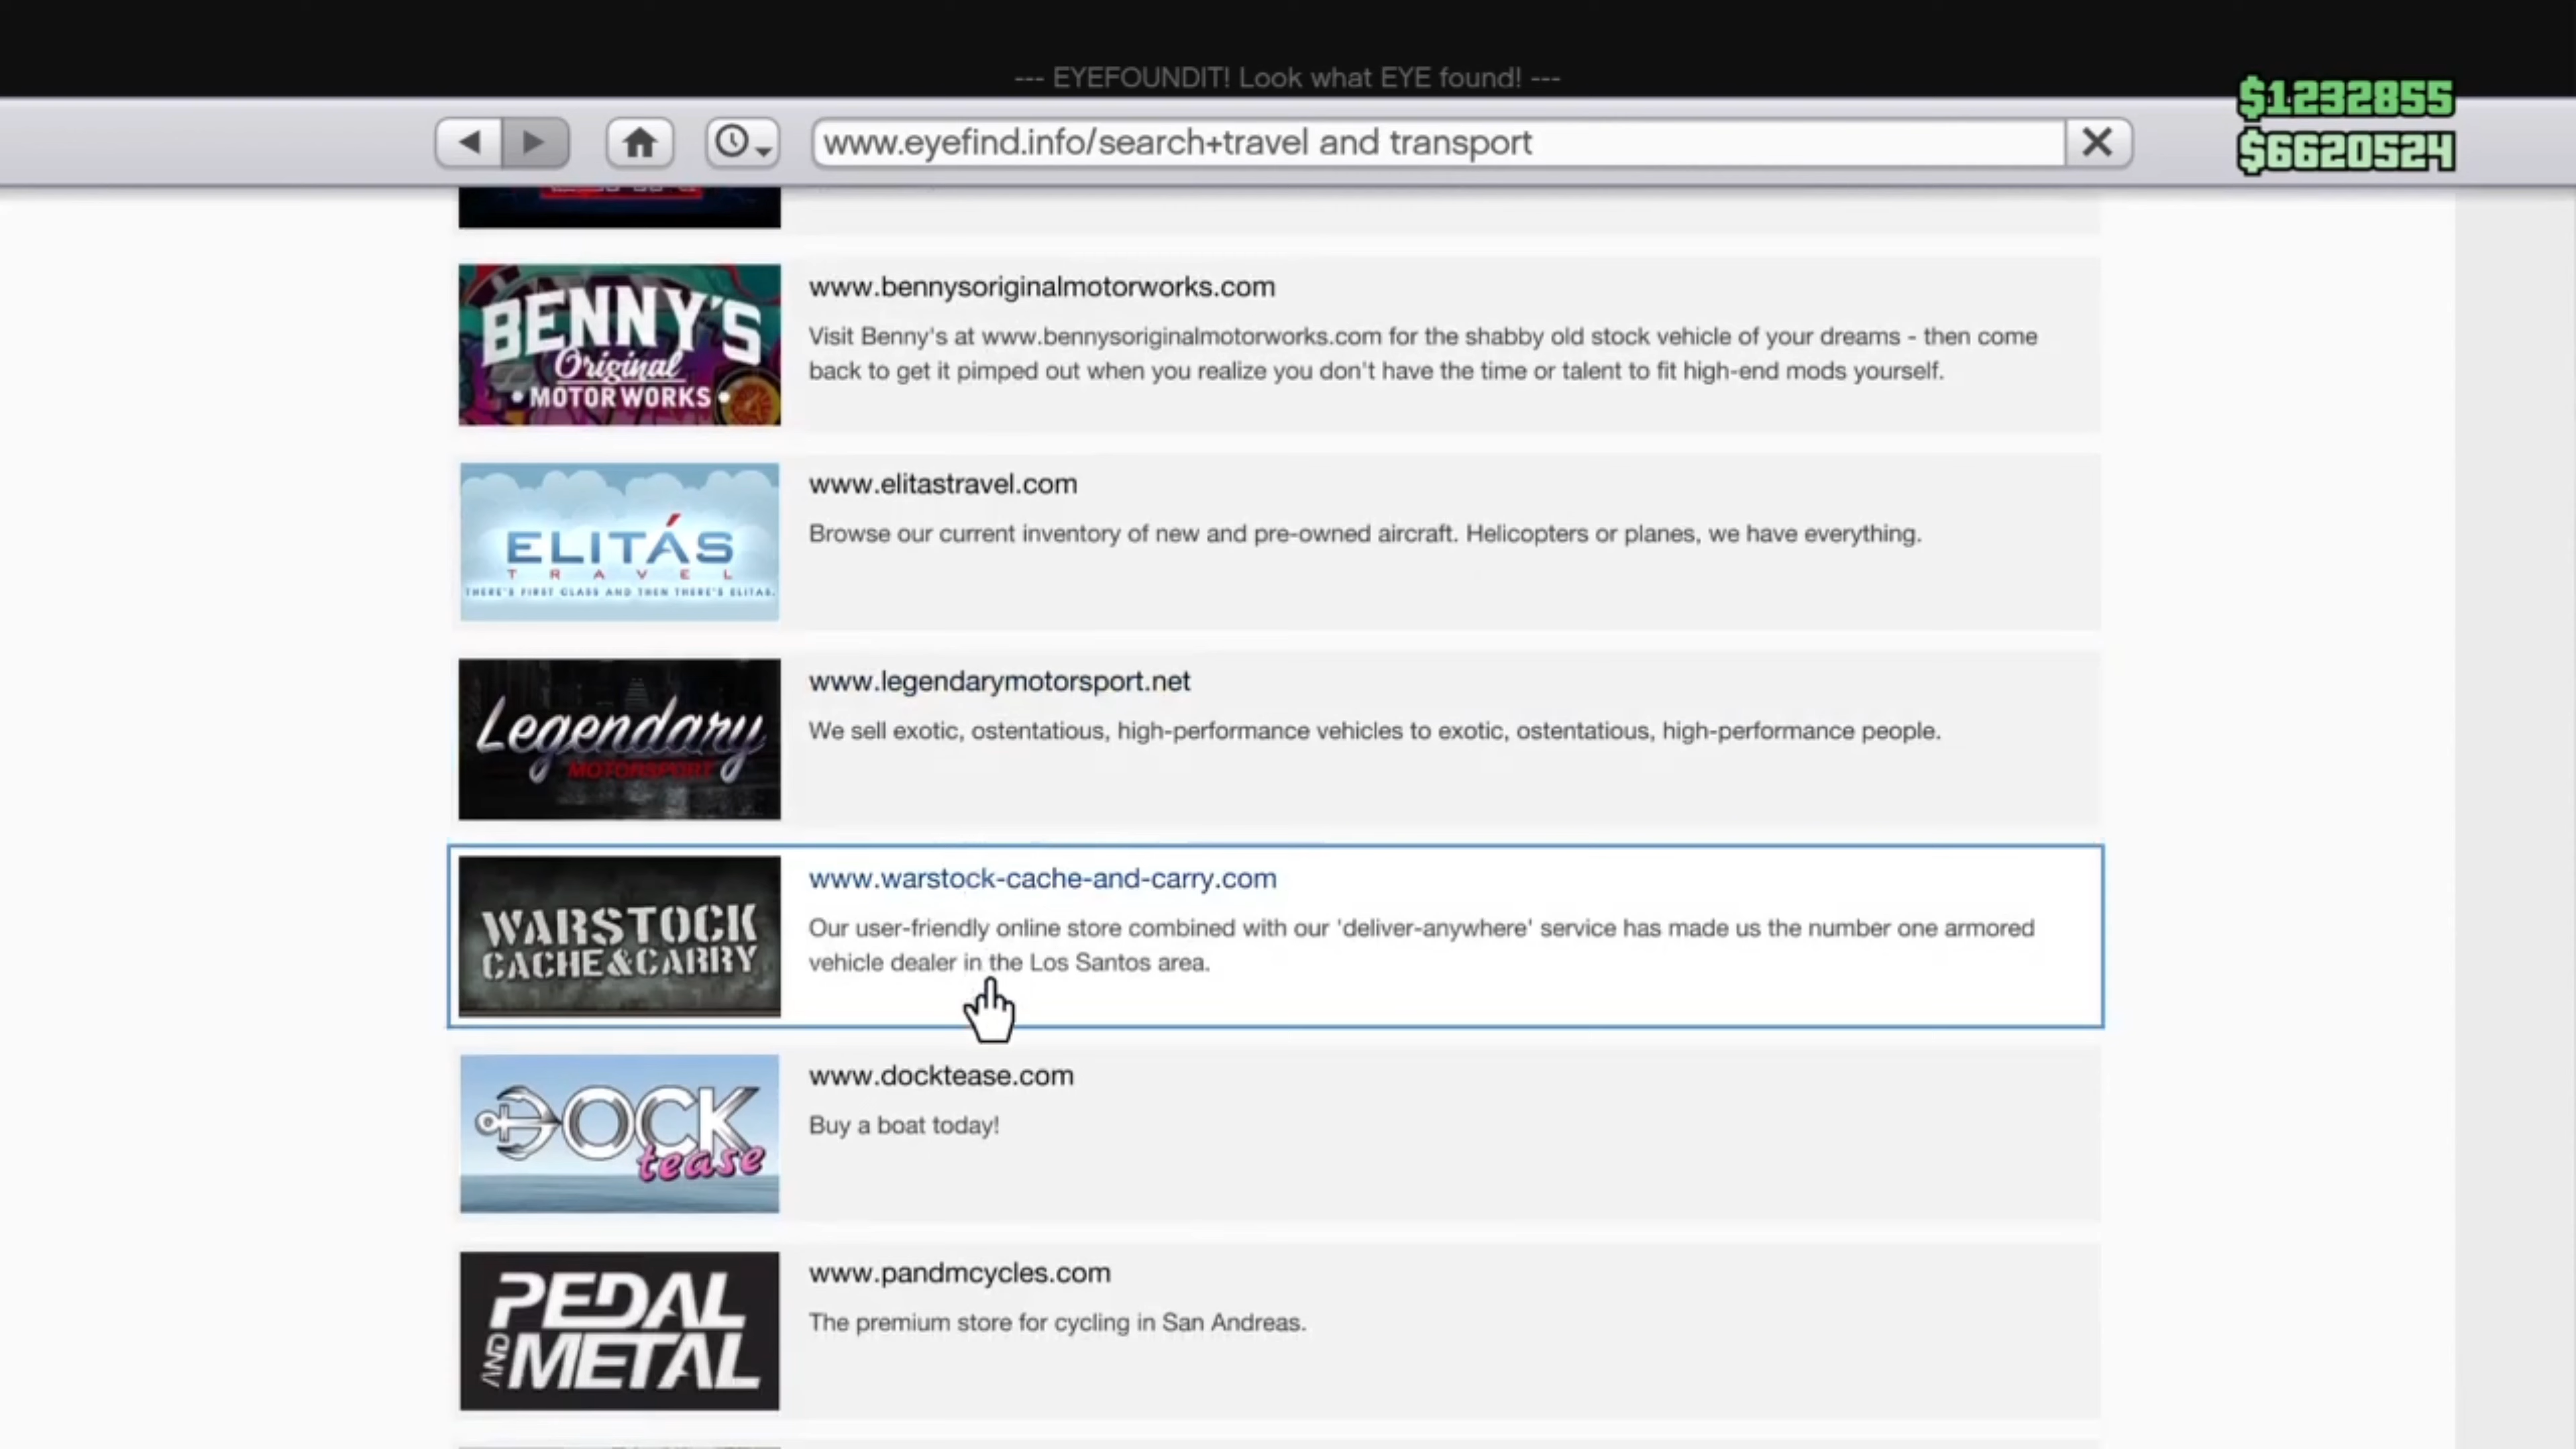 --- EYEFOUNDIT! Look what EYE found! ---
$1232855
www.eyefind.info/search+travel and transport
$6620524
BENNY'S
Original
• MOTOR WORKS •
www.bennysoriginalmotorworks.com
Visit Benny's at www.bennysoriginalmotorworks.com for the shabby old stock vehicle of your dreams - then come
back to get it pimped out when you realize you don't have the time or talent to fit high-end mods yourself.
ELITÁS
TRAVEL
THERE'S FIRST CLASS AND THEN THERE'S ELITAS.
www.elitastravel.com
Browse our current inventory of new and pre-owned aircraft. Helicopters or planes, we have everything.
Legendary
MOTORSPORT
www.legendarymotorsport.net
We sell exotic, ostentatious, high-performance vehicles to exotic, ostentatious, high-performance people.
WARSTOCK
CACHE&CARRY
www.warstock-cache-and-carry.com
Our user-friendly online store combined with our 'deliver-anywhere' service has made us the number one armored
vehicle dealer in the Los Santos area.
DOCK
tease
www.docktease.com
Buy a boat today!
PEDAL
AND METAL
www.pandmcycles.com
The premium store for cycling in San Andreas.